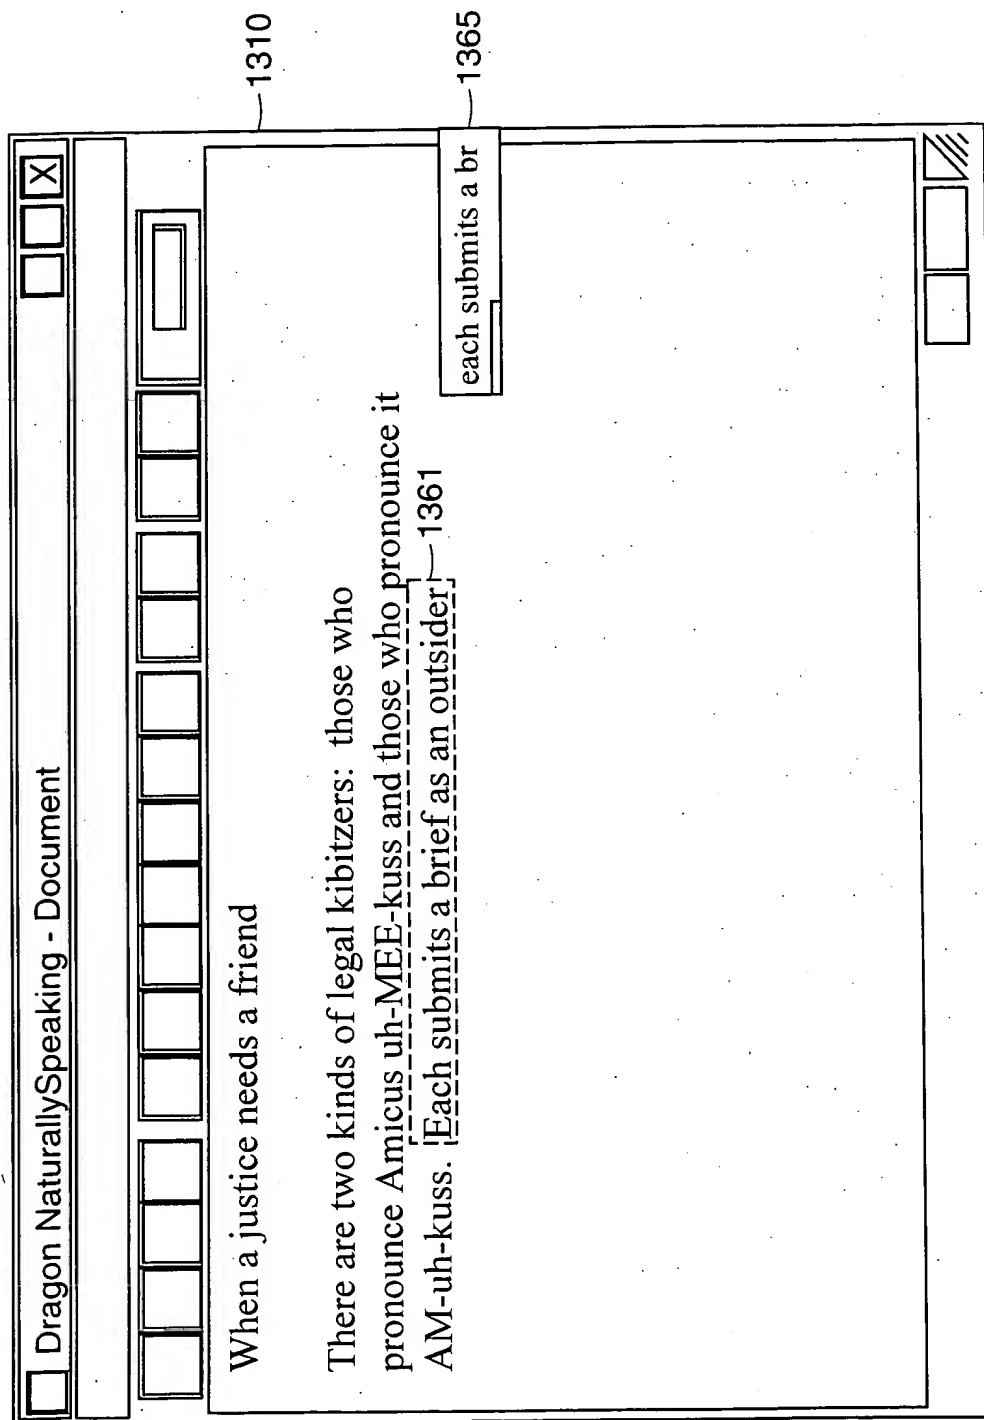 Dragon NaturallySpeaking - Document
X
1310
When a justice needs a friend
There are two kinds of legal kibitzers: those who
pronounce Amicus uh-MEE-kuss and those who pronounce it
AM-uh-kuss. Each submits a brief as an outsider
1361
each submits a br
1365